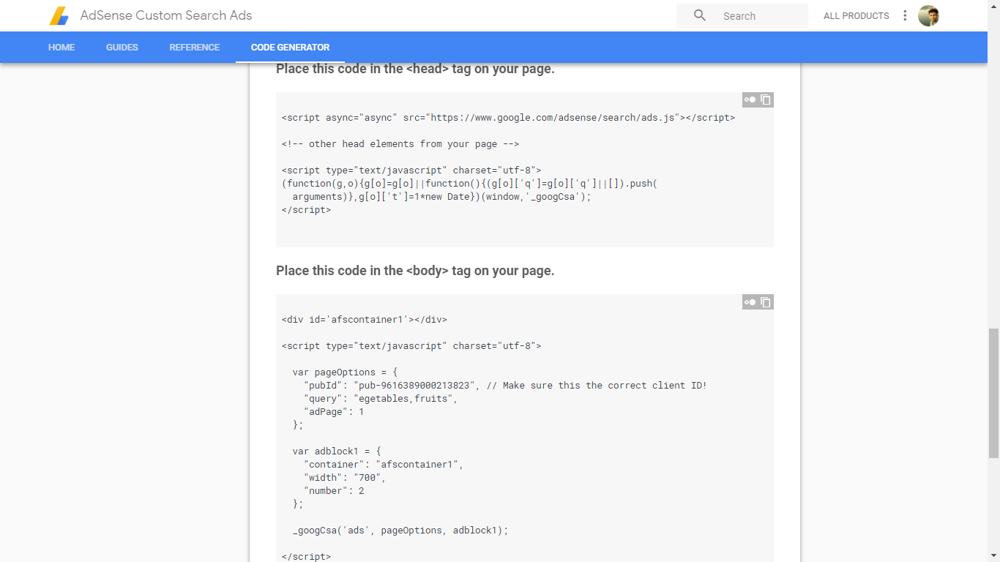 AdSense Custom Search Ads
Search
ALL PRODUCTS
HOME
GUIDES
REFERENCE
CODE GENERATOR
Place this code in the <head> tag on your page.
<script async="async" src="https://www.google.com/adsense/search/ads.js"></script>
<!-- other head elements from your page -->
<script type="text/javascript" charset="utf-8">
(function(g,o){g[o]=g[o]||function(){(g[o]['q']=g[o]['q']||[]).push(
arguments)},g[o]['t']=1*new Date})(window,'_googCsa');
</script>
Place this code in the <body> tag on your page.
<div id='afscontainer1'></div>
<script type="text/javascript" charset="utf-8">
var pageOptions = {
"pubId": "pub-9616389000213823", // Make sure this the correct client ID!
"query": "egetables,fruits",
"adPage": 1
};
var adblock1 = {
"container": "afscontainer1",
"width": "700",
"number": 2
};
_googCsa('ads', pageOptions, adblock1);
</script>